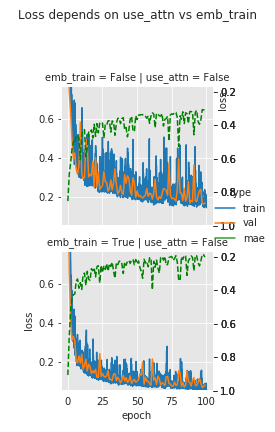 Loss depends on use_attn vs emb_train
emb_train = False | use_attn = False
0.6
0.4
0.2
0.2
0.4
0.6
0.8
1.0
loss
type
train
val
mae
emb_train = True | use_attn = False
0.6
0.4
0.2
loss
0.2
0.4
0.6
0.8
1.0
0
25
50
75
100
epoch